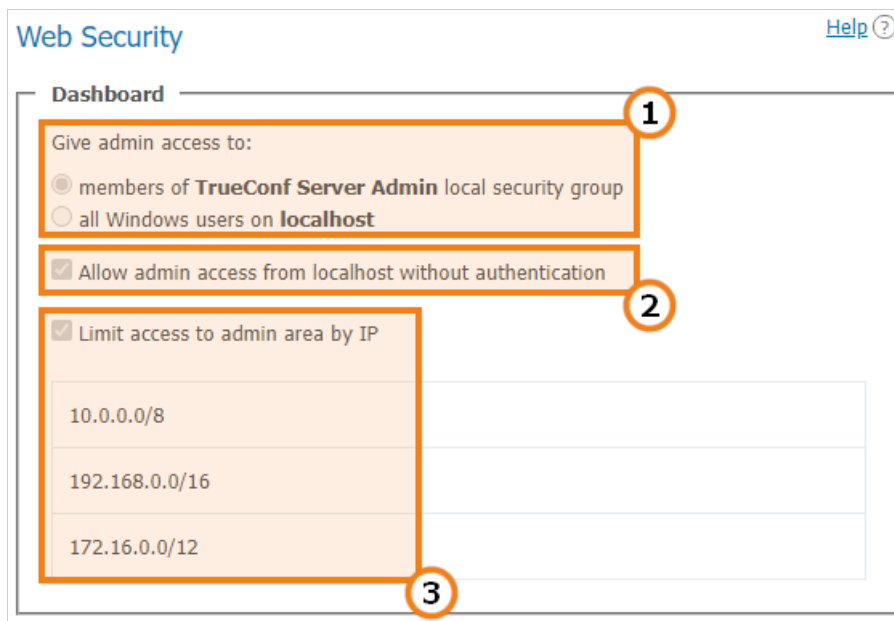 Web Security
Help ?
Dashboard
1
Give admin access to:
members of TrueConf Server Admin local security group
all Windows users on localhost
Allow admin access from localhost without authentication
2
Limit access to admin area by IP
10.0.0.0/8
192.168.0.0/16
172.16.0.0/12
3